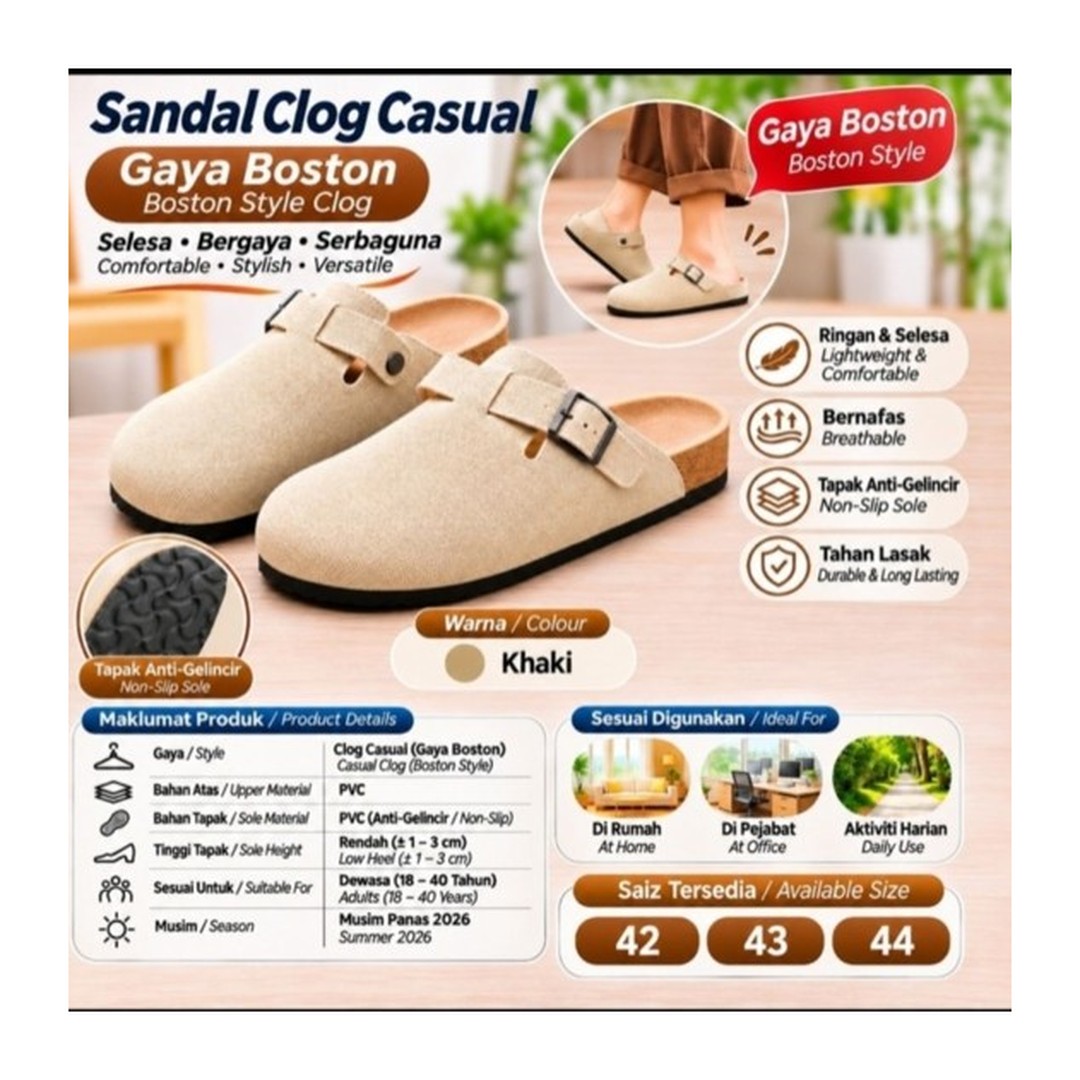 Sandal Clog Casual
Gaya Boston
Boston Style Clog
Selesa • Bergaya • Serbaguna
Comfortable • Stylish • Versatile
Gaya Boston
Boston Style
Ringan & Selesa
Lightweight &
Comfortable
Bernafas
Breathable
Tapak Anti-Gelincir
Non-Slip Sole
Tahan Lasak
Durable & Long Lasting
Tapak Anti-Gelincir
Non-Slip Sole
Warna / Colour
Khaki
Maklumat Produk / Product Details
Gaya / Style
Clog Casual (Gaya Boston)
Casual Clog (Boston Style)
Bahan Atas / Upper Material
PVC
Bahan Tapak / Sole Material
PVC (Anti-Gelincir / Non-Slip)
Tinggi Tapak / Sole Height
Rendah (± 1 – 3 cm)
Low Heel (± 1 – 3 cm)
Sesuai Untuk / Suitable For
Dewasa (18 – 40 Tahun)
Adults (18 – 40 Years)
Musim / Season
Musim Panas 2026
Summer 2026
Sesuai Digunakan / Ideal For
Di Rumah
At Home
Di Pejabat
At Office
Aktiviti Harian
Daily Use
Saiz Tersedia / Available Size
42
43
44